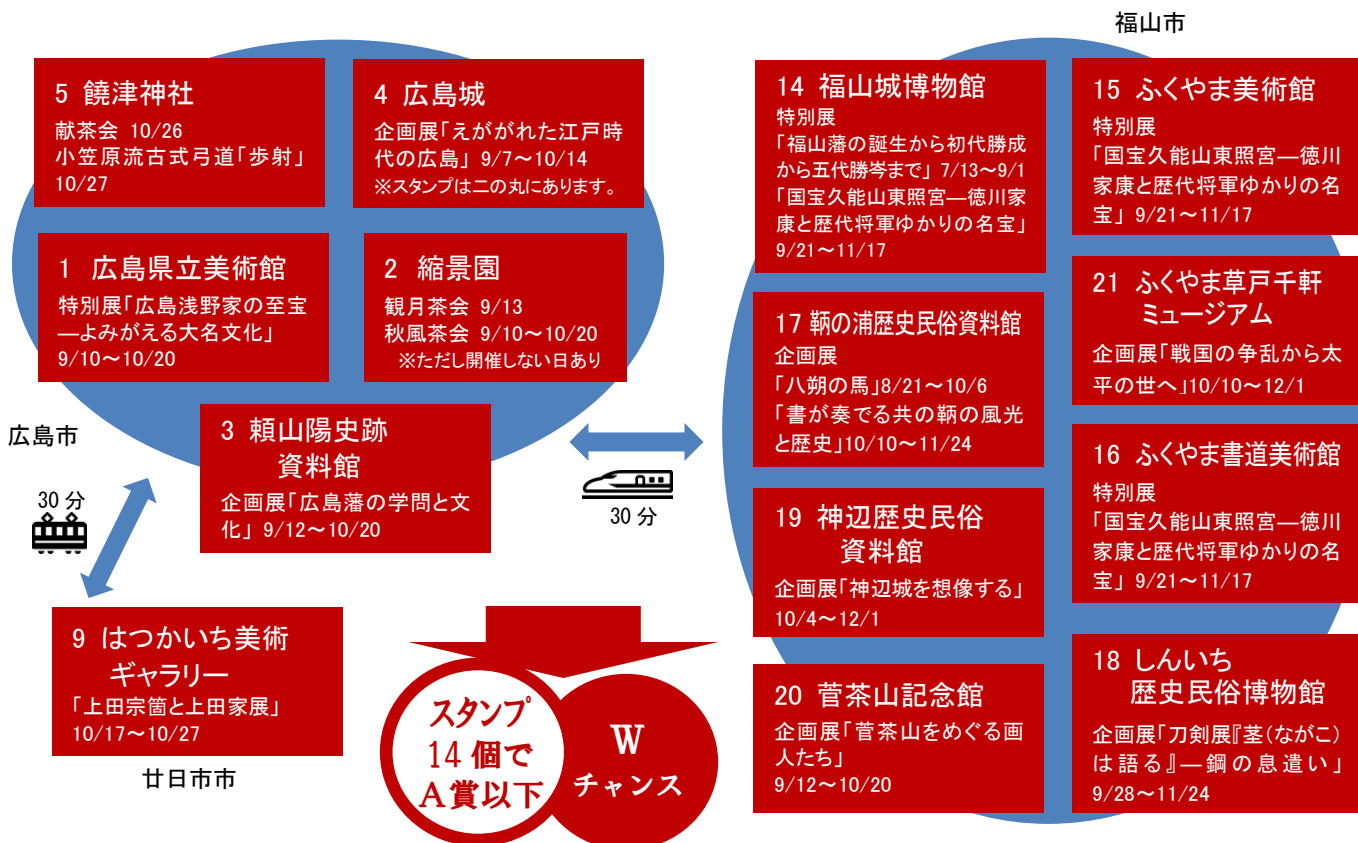 福山市
5 饒津神社
献茶会 10/26
小笠原流古式弓道「歩射」
10/27
4 広島城
企画展「えががれた江戸時
代の広島」 9/7～10/14
※スタンプは二の丸にあります。
1 広島県立美術館
特別展「広島浅野家の至宝
―よみがえる大名文化」
9/10～10/20
2 縮景園
観月茶会 9/13
秋風茶会 9/10～10/20
※ただし開催しない日あり
3 頼山陽史跡
資料館
企画展「広島藩の学問と文
化」 9/12～10/20
広島市
30 分
30 分
9 はつかいち美術
ギャラリー
「上田宗箇と上田家展」
10/17～10/27
廿日市市
スタンプ
14 個で
A賞以下
W
チャンス
14 福山城博物館
特別展
「福山藩の誕生から初代勝成
から五代勝岑まで」 7/13～9/1
「国宝久能山東照宮―徳川家
康と歴代将軍ゆかりの名宝」
9/21～11/17
15 ふくやま美術館
特別展
「国宝久能山東照宮―徳川
家康と歴代将軍ゆかりの名
宝」 9/21～11/17
17 鞆の浦歴史民俗資料館
企画展
「八朔の馬」8/21～10/6
「書が奏でる共の鞆の風光
と歴史」10/10～11/24
21 ふくやま草戸千軒
ミュージアム
企画展「戦国の争乱から太
平の世へ」10/10～12/1
19 神辺歴史民俗
資料館
企画展「神辺城を想像する」
10/4～12/1
16 ふくやま書道美術館
特別展
「国宝久能山東照宮―徳川
家康と歴代将軍ゆかりの名
宝」 9/21～11/17
20 菅茶山記念館
企画展「菅茶山をめぐる画
人たち」
9/12～10/20
18 しんいち
歴史民俗博物館
企画展「刀剣展『茎(ながこ)
は語る』―鋼の息遣い」
9/28～11/24